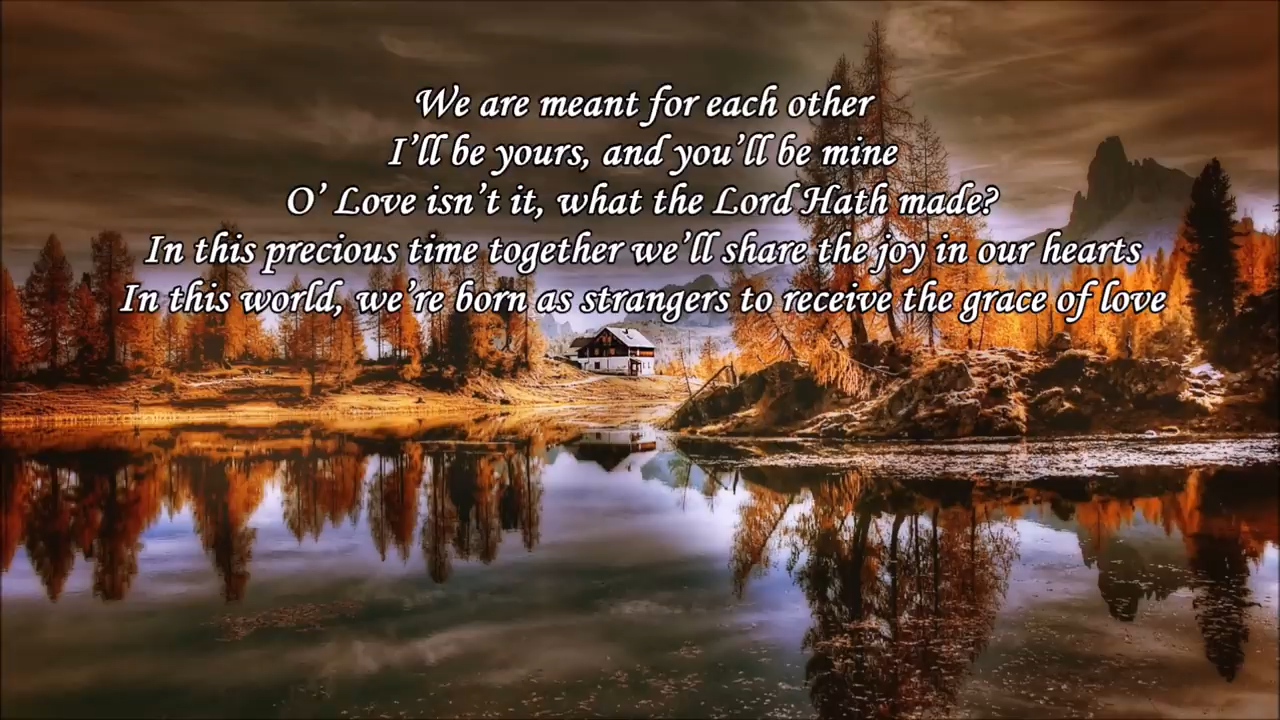 We are meant for each other
I'll be yours, and you'll be mine
O' Love isn't it, what the Lord Hath made?
In this precious time together we'll share the joy in our hearts
In this world, we're born as strangers to receive the grace of love